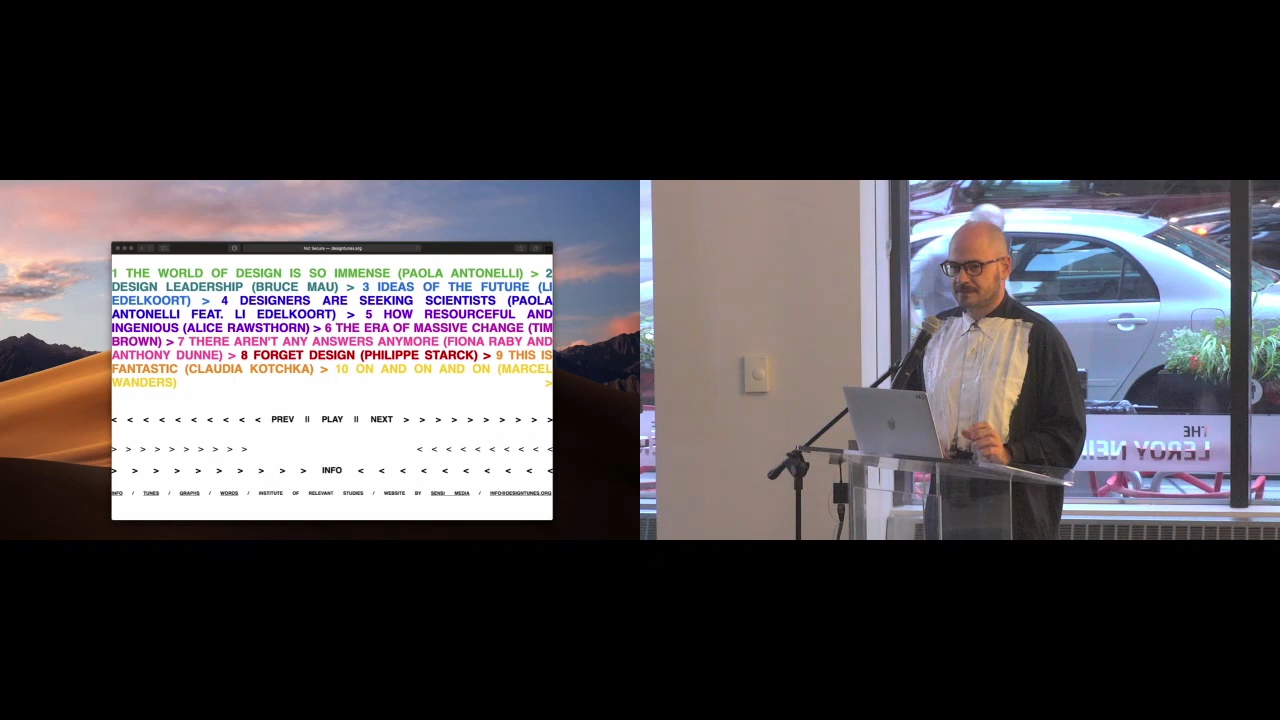 Not Secure — designtunes.org
1 THE WORLD OF DESIGN IS SO IMMENSE (PAOLA ANTONELLI) > 2
DESIGN LEADERSHIP (BRUCE MAU) > 3 IDEAS OF THE FUTURE (LI
EDELKOORT) > 4 DESIGNERS ARE SEEKING SCIENTISTS (PAOLA
ANTONELLI FEAT. LI EDELKOORT) > 5 HOW RESOURCEFUL AND
INGENIOUS (ALICE RAWSTHORN) > 6 THE ERA OF MASSIVE CHANGE (TIM
BROWN) > 7 THERE AREN'T ANY ANSWERS ANYMORE (FIONA RABY AND
ANTHONY DUNNE) > 8 FORGET DESIGN (PHILIPPE STARCK) > 9 THIS IS
FANTASTIC (CLAUDIA KOTCHKA) > 10 ON AND ON AND ON (MARCEL
WANDERS) >
< < < < < < < < < < < PREV || PLAY || NEXT > > > > > > > > > > >
> > > > > > > > > > < < < < < < < < < <
> > > > > > > > > > > > INFO < < < < < < < < < < < <
INFO / TUNES / GRAPHS / WORDS / INSTITUTE OF RELEVANT STUDIES / WEBSITE BY SENSI MEDIA / INFO@DESIGNTUNES.ORG
THE
LEROY NEI